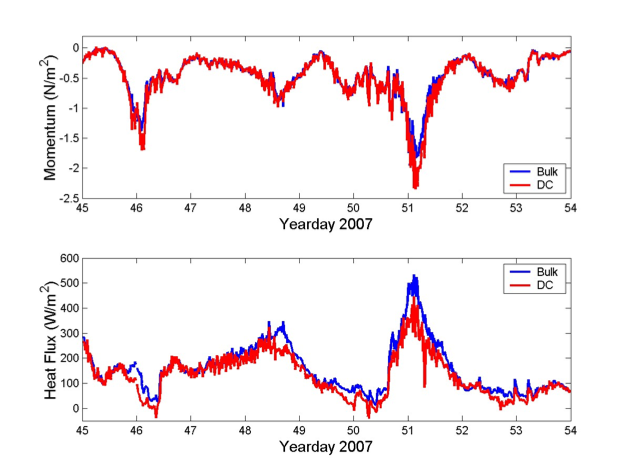 0
-0.5
-1
-1.5
-2
-2.5
Momentum (N/m²)
45 46 47 48 49 50 51 52 53 54
Yearday 2007
Bulk
DC
600
500
400
300
200
100
0
Heat Flux (W/m²)
45 46 47 48 49 50 51 52 53 54
Yearday 2007
Bulk
DC